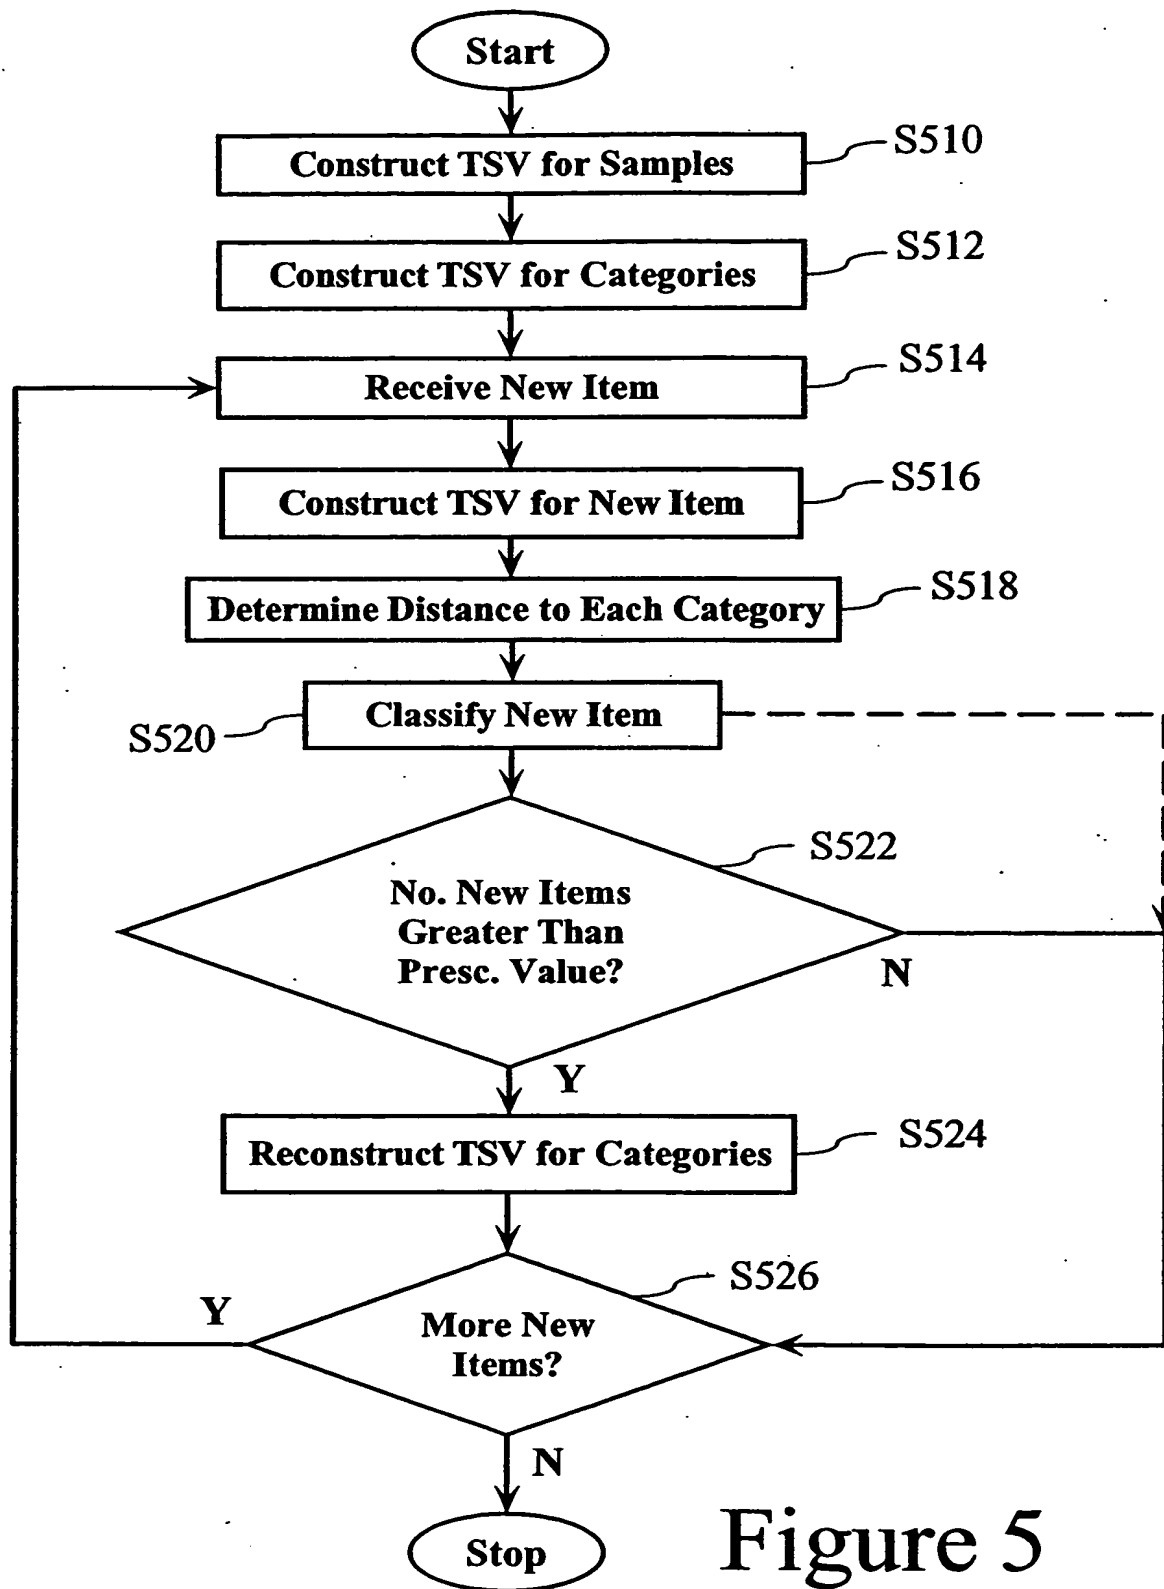 Start
Construct TSV for Samples
S510
Construct TSV for Categories
S512
Receive New Item
S514
Construct TSV for New Item
S516
Determine Distance to Each Category
S518
Classify New Item
S520
S522
No. New Items
Greater Than
Presc. Value?
N
Y
Reconstruct TSV for Categories
S524
S526
Y
More New
Items?
N
Stop
Figure 5